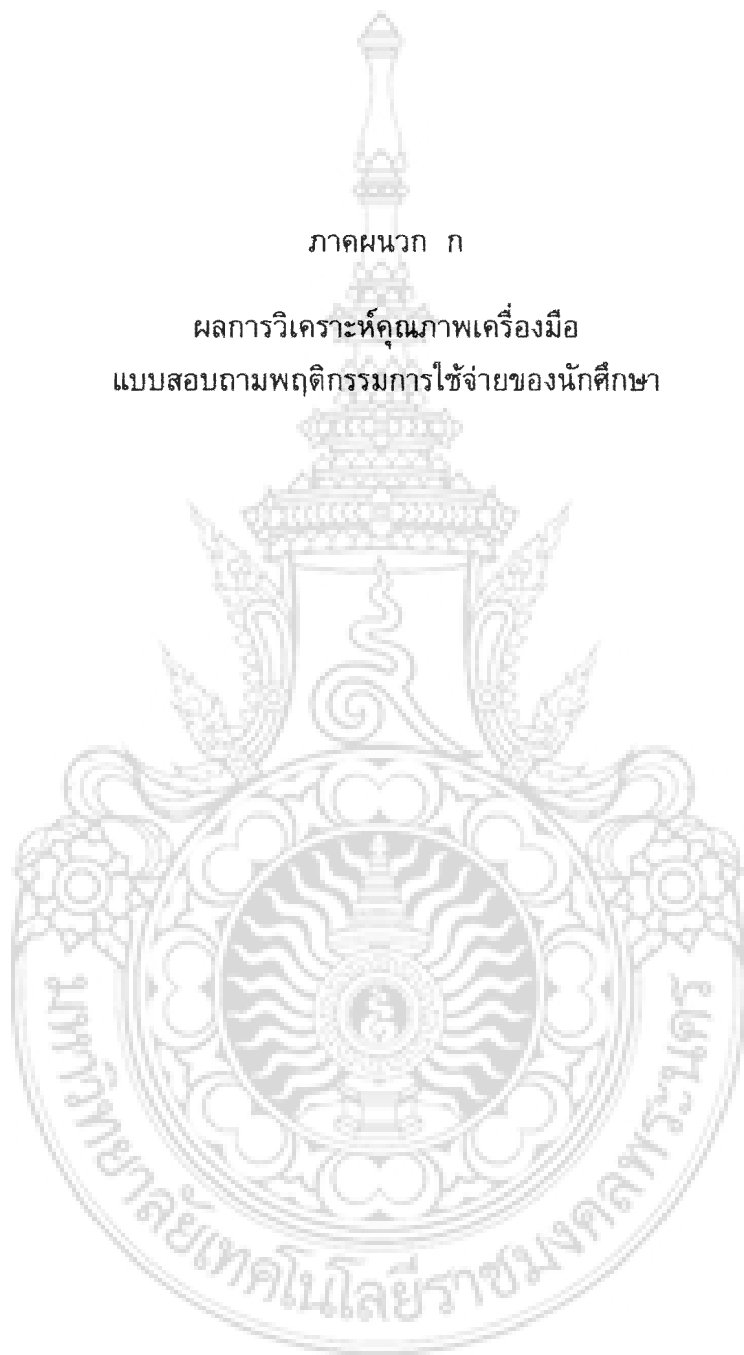 ภาคผนวก ก
ผลการวิเคราะห์คุณภาพเครื่องมือ
แบบสอบถามพฤติกรรมการใช้จ่ายของนักศึกษา
มหาวิทยาลัยเทคโนโลยีราชมงคลพระนคร